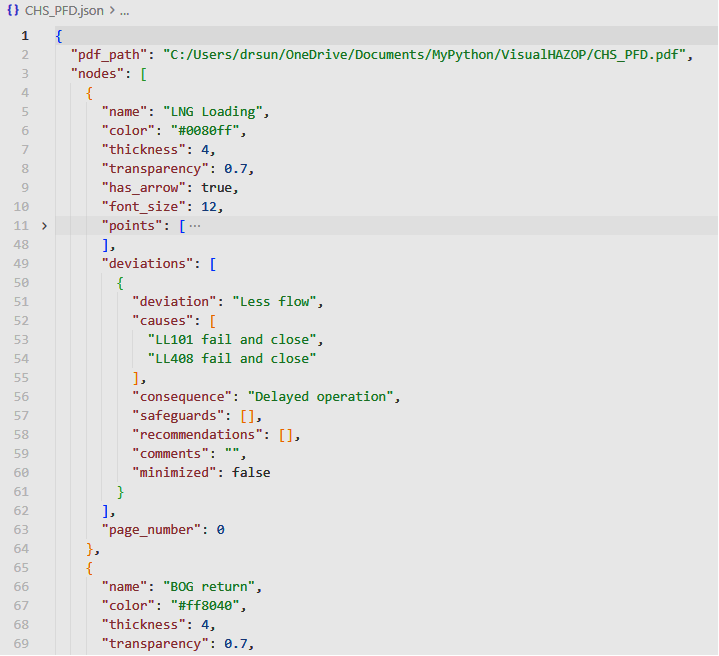 {} CHS_PFD.json > ...
1 {
2 "pdf_path": "C:/Users/drsun/OneDrive/Documents/MyPython/VisualHAZOP/CHS_PFD.pdf",
3 "nodes": [
4 {
5 "name": "LNG Loading",
6 "color": "#0080ff",
7 "thickness": 4,
8 "transparency": 0.7,
9 "has_arrow": true,
10 "font_size": 12,
11 > "points": [ ···
48 ],
49 "deviations": [
50 {
51 "deviation": "Less flow",
52 "causes": [
53 "LL101 fail and close",
54 "LL408 fail and close"
55 ],
56 "consequence": "Delayed operation",
57 "safeguards": [],
58 "recommendations": [],
59 "comments": "",
60 "minimized": false
61 }
62 ],
63 "page_number": 0
64 },
65 {
66 "name": "BOG return",
67 "color": "#ff8040",
68 "thickness": 4,
69 "transparency": 0.7,